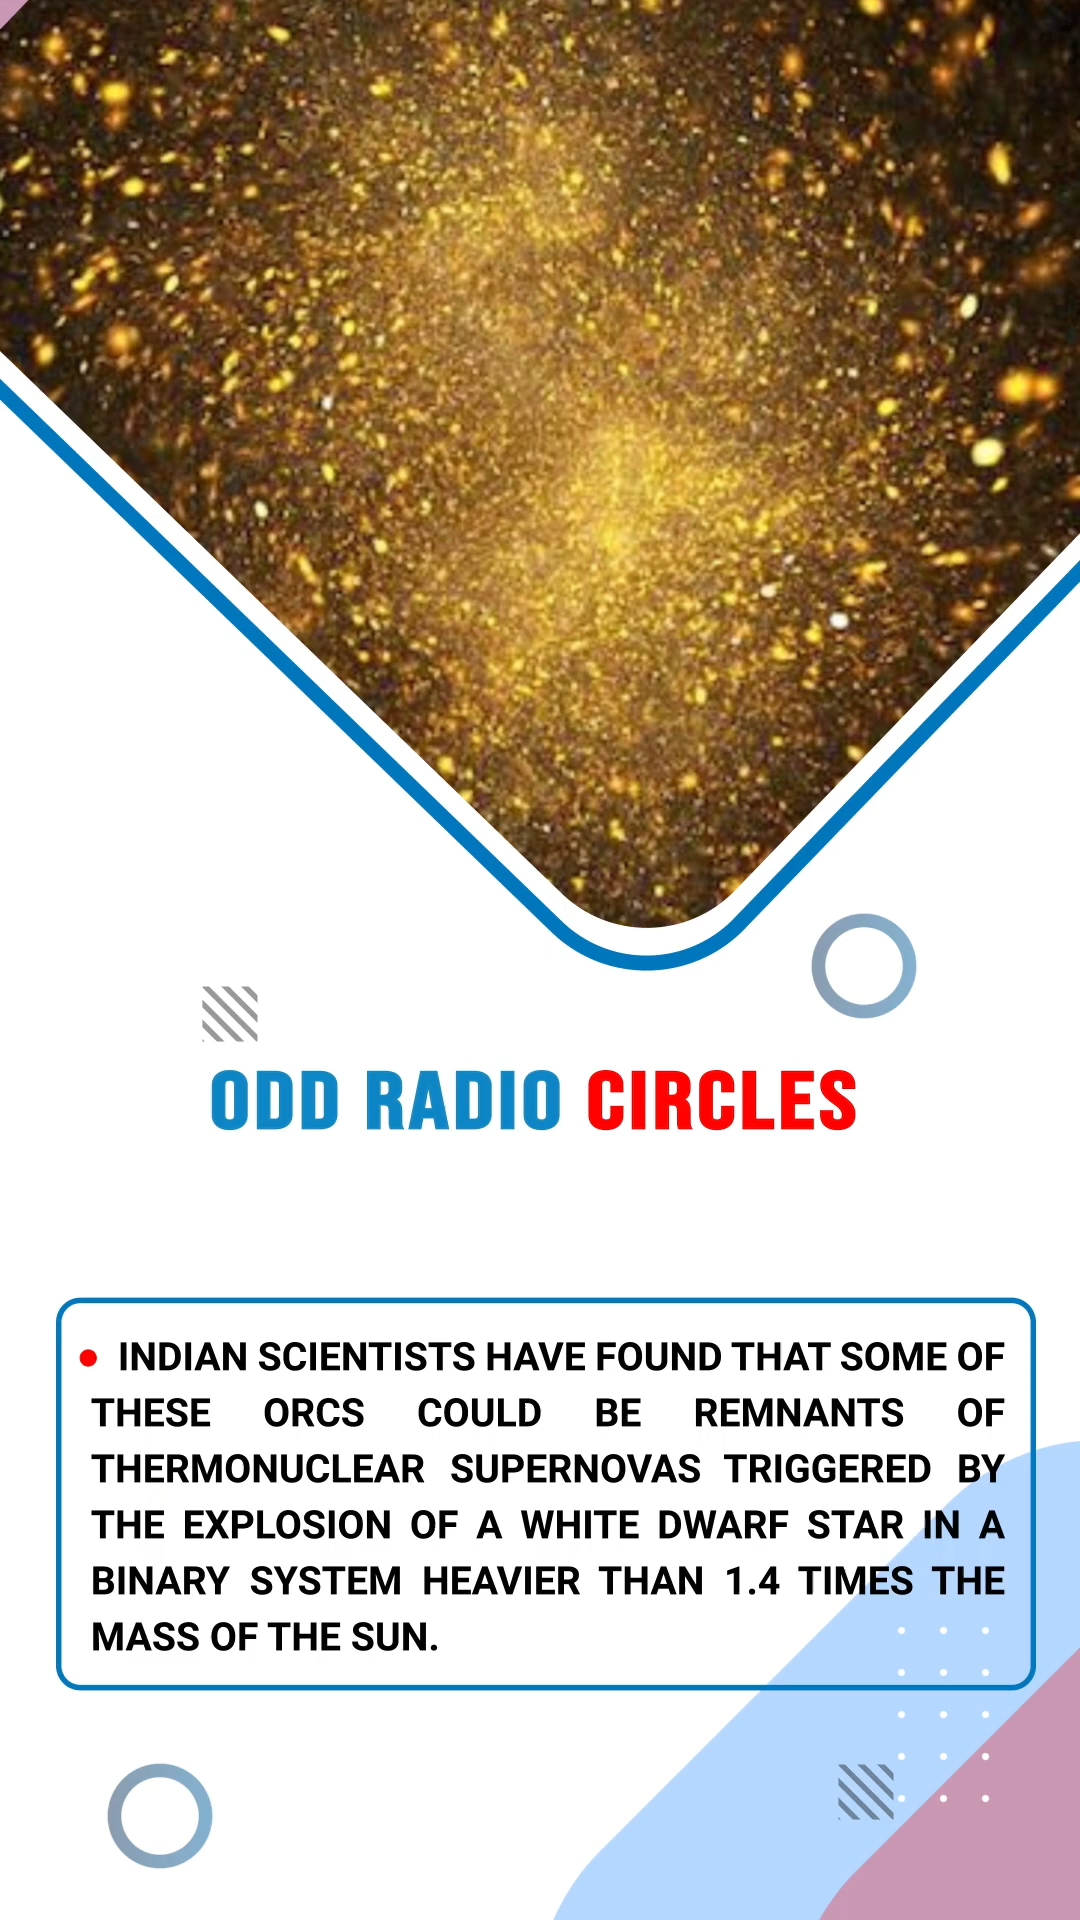 ODD RADIO CIRCLES
INDIAN SCIENTISTS HAVE FOUND THAT SOME OF
THESE ORCS COULD BE REMNANTS OF
THERMONUCLEAR SUPERNOVAS TRIGGERED BY
THE EXPLOSION OF A WHITE DWARF STAR IN A
BINARY SYSTEM HEAVIER THAN 1.4 TIMES THE
MASS OF THE SUN.